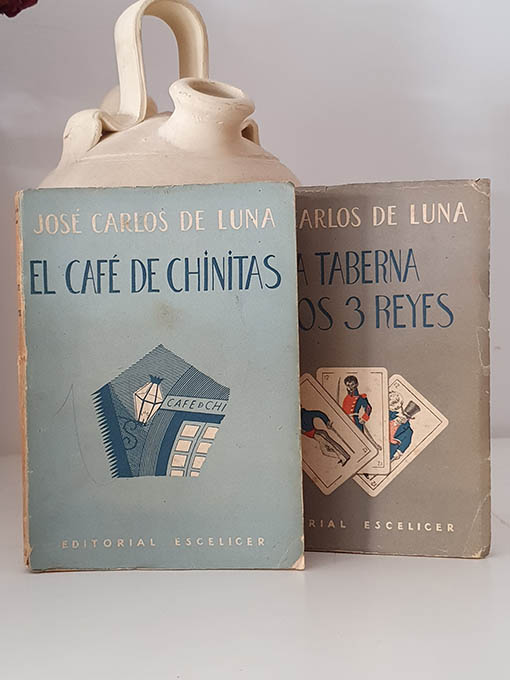 JOSÉ CARLOS DE LUNA
EL CAFÉ DE CHINITAS
CAFE D CHI
EDITORIAL ESCELICER
CARLOS DE LUNA
A TABERNA
OS 3 REYES
RIAL ESCELICER